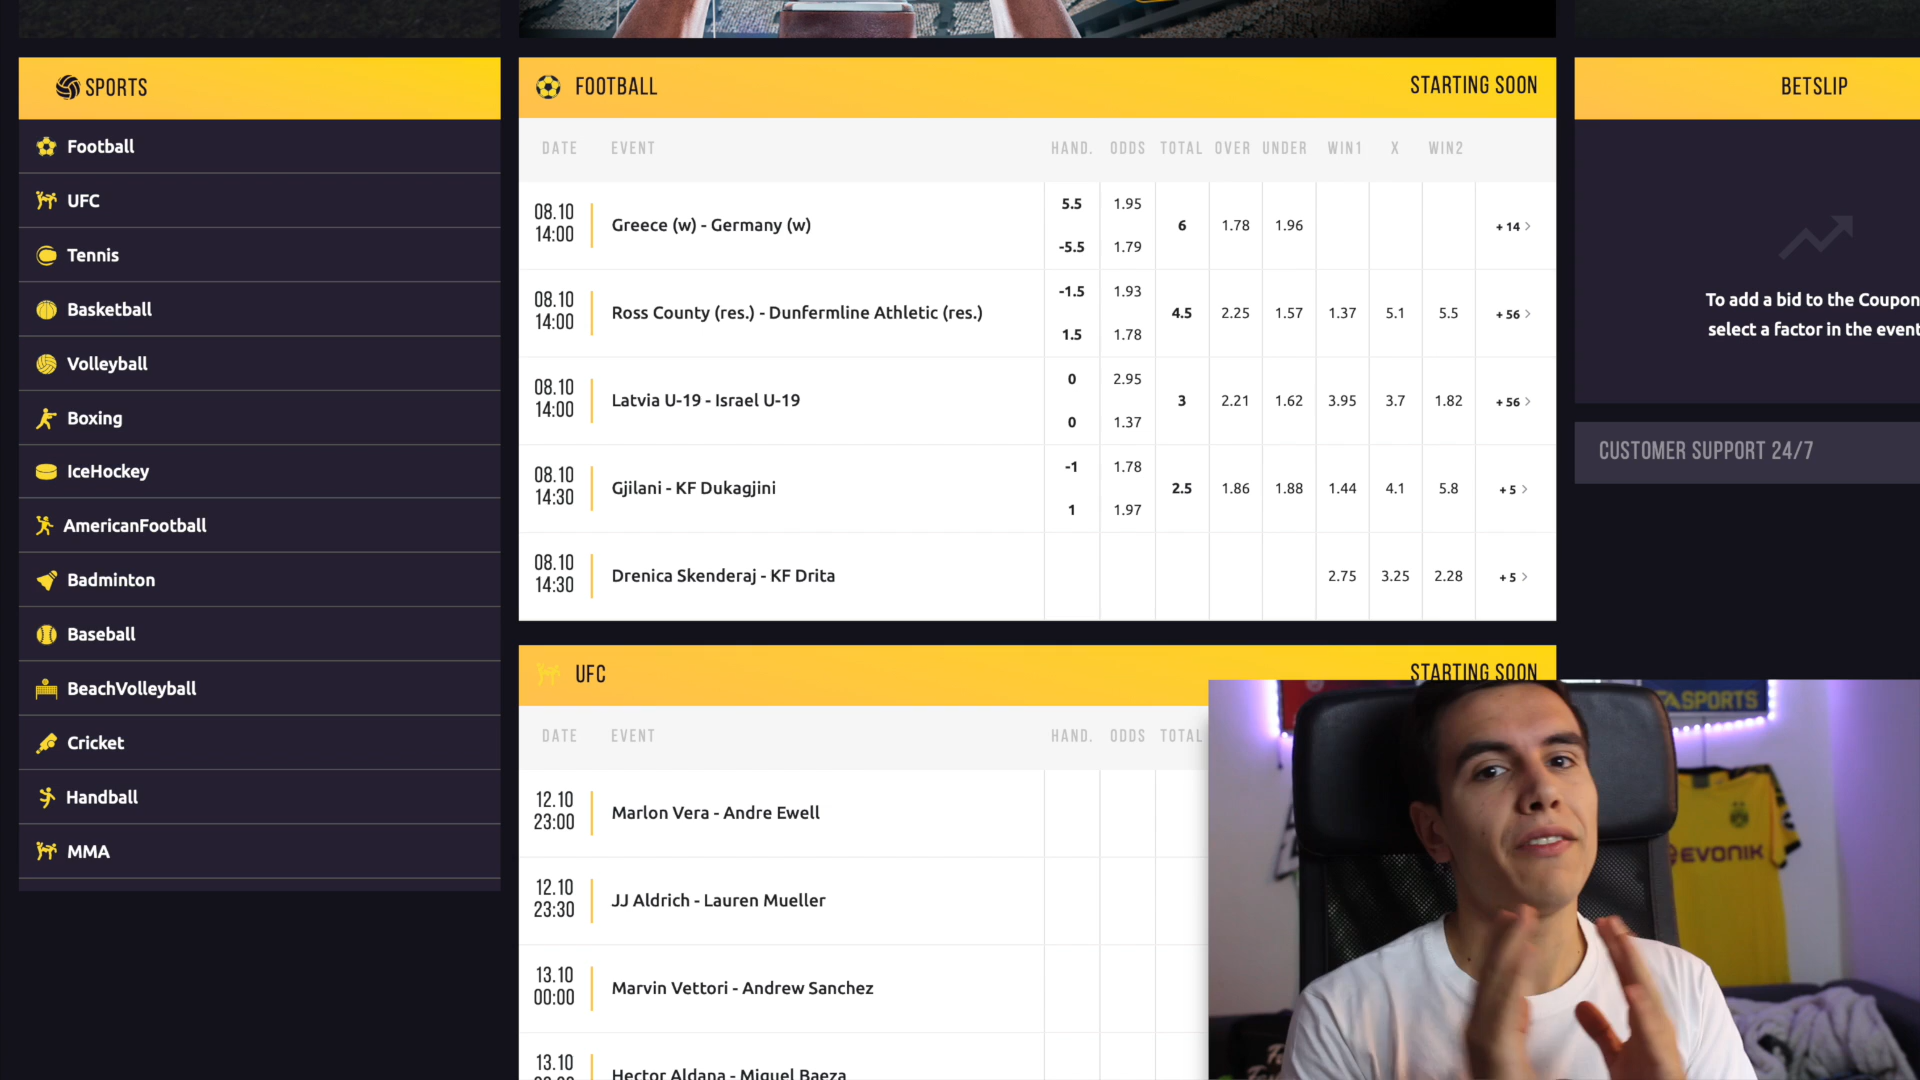 SPORTS
Football
UFC
Tennis
Basketball
Volleyball
Boxing
IceHockey
AmericanFootball
Badminton
Baseball
BeachVolleyball
Cricket
Handball
MMA
FOOTBALL STARTING SOON
DATE EVENT HAND. ODDS TOTAL OVER UNDER WIN1 X WIN2
08.10 14:00 Greece (w) - Germany (w) 5.5 1.95 -5.5 1.79 6 1.78 1.96 + 14 >
08.10 14:00 Ross County (res.) - Dunfermline Athletic (res.) -1.5 1.93 1.5 1.78 4.5 2.25 1.57 1.37 5.1 5.5 + 56 >
08.10 14:00 Latvia U-19 - Israel U-19 0 2.95 0 1.37 3 2.21 1.62 3.95 3.7 1.82 + 56 >
08.10 14:30 Gjilani - KF Dukagjini -1 1.78 1 1.97 2.5 1.86 1.88 1.44 4.1 5.8 + 5 >
08.10 14:30 Drenica Skenderaj - KF Drita 2.75 3.25 2.28 + 5 >
UFC STARTING SOON
DATE EVENT HAND. ODDS TOTAL
12.10 23:00 Marlon Vera - Andre Ewell
12.10 23:30 JJ Aldrich - Lauren Mueller
13.10 00:00 Marvin Vettori - Andrew Sanchez
13.10 Hector Aldana - Miguel Baeza
BETSLIP
To add a bid to the Coupon
select a factor in the event
CUSTOMER SUPPORT 24/7
EA SPORTS
EVONIK